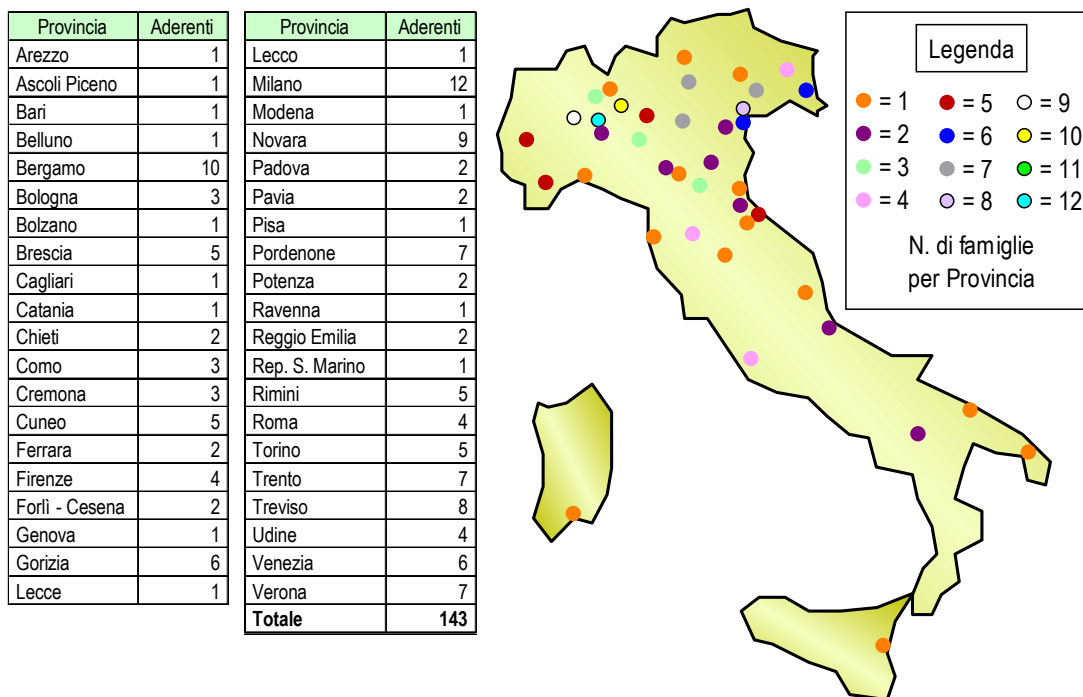 Provincia Aderenti
Arezzo 1
Ascoli Piceno 1
Bari 1
Belluno 1
Bergamo 10
Bologna 3
Bolzano 1
Brescia 5
Cagliari 1
Catania 1
Chieti 2
Como 3
Cremona 3
Cuneo 5
Ferrara 2
Firenze 4
Forlì - Cesena 2
Genova 1
Gorizia 6
Lecce 1
Provincia Aderenti
Lecco 1
Milano 12
Modena 1
Novara 9
Padova 2
Pavia 2
Pisa 1
Pordenone 7
Potenza 2
Ravenna 1
Reggio Emilia 2
Rep. S. Marino 1
Rimini 5
Roma 4
Torino 5
Trento 7
Treviso 8
Udine 4
Venezia 6
Verona 7
Totale 143
Legenda
= 1 = 5 = 9
= 2 = 6 = 10
= 3 = 7 = 11
= 4 = 8 = 12
N. di famiglie
per Provincia